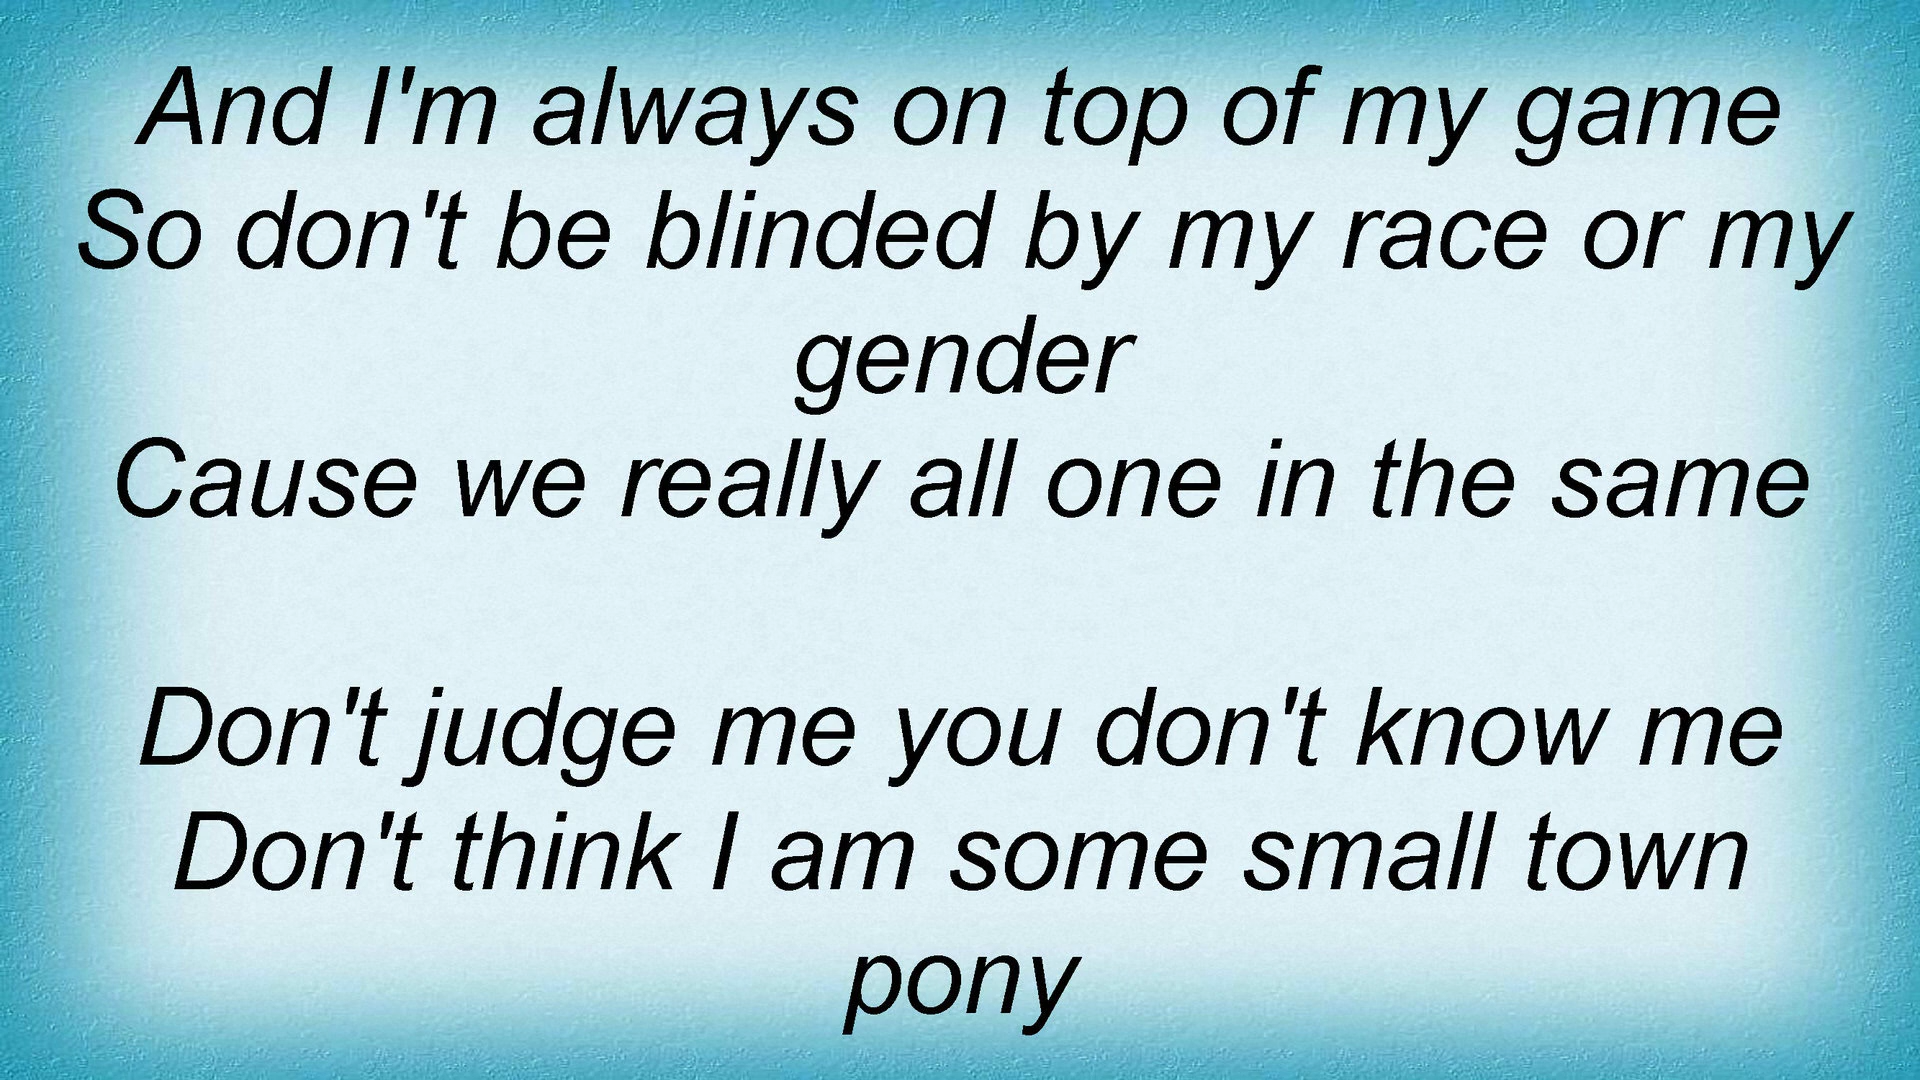 And I'm always on top of my game
So don't be blinded by my race or my
gender
Cause we really all one in the same
Don't judge me you don't know me
Don't think I am some small town
pony